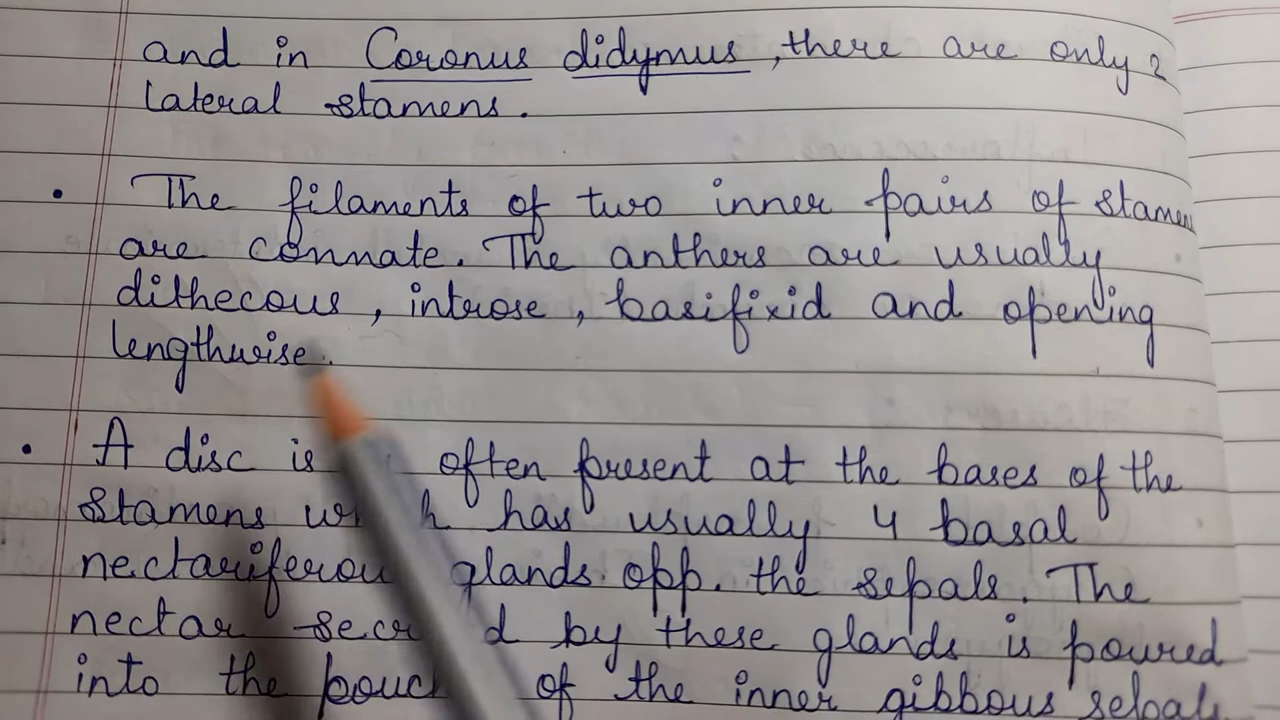 and in Coronus didymus, there are only 2
lateral stamens.
• The filaments of two inner pairs of stamen
are connate. The anthers are usually
dithecous, introse, basifixid and opening
lengthwise.
• A disc is often present at the bases of the
stamens has usually 4 basal
glands opp. the sepals. The
nectar by these glands is poured
into the of the inner gibbous sepals